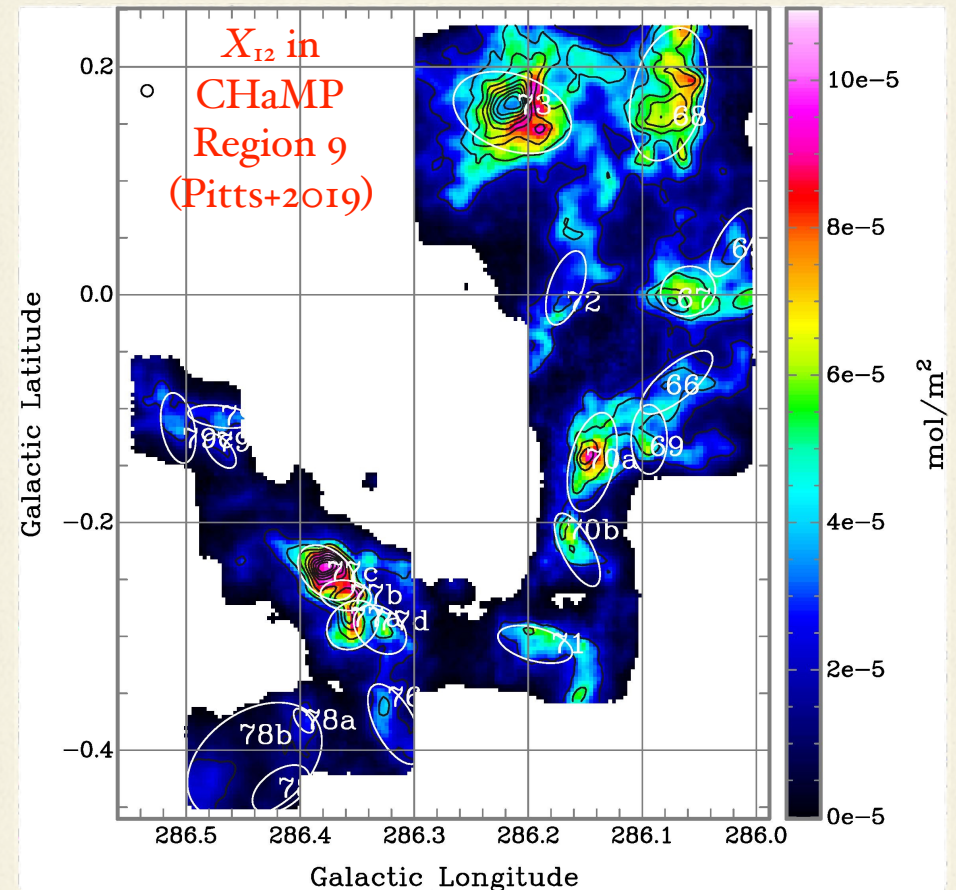 X₁₂ in
CHaMP
Region 9
(Pitts+2019)
0.2
0.0
−0.2
−0.4
Galactic Latitude
73
68
67
72
66
69
70a
70b
71
77c
77b
77d
76
78a
78b
286.5 286.4 286.3 286.2 286.1 286.0
Galactic Longitude
10e−5
8e−5
6e−5
4e−5
2e−5
0e−5
mol/m²